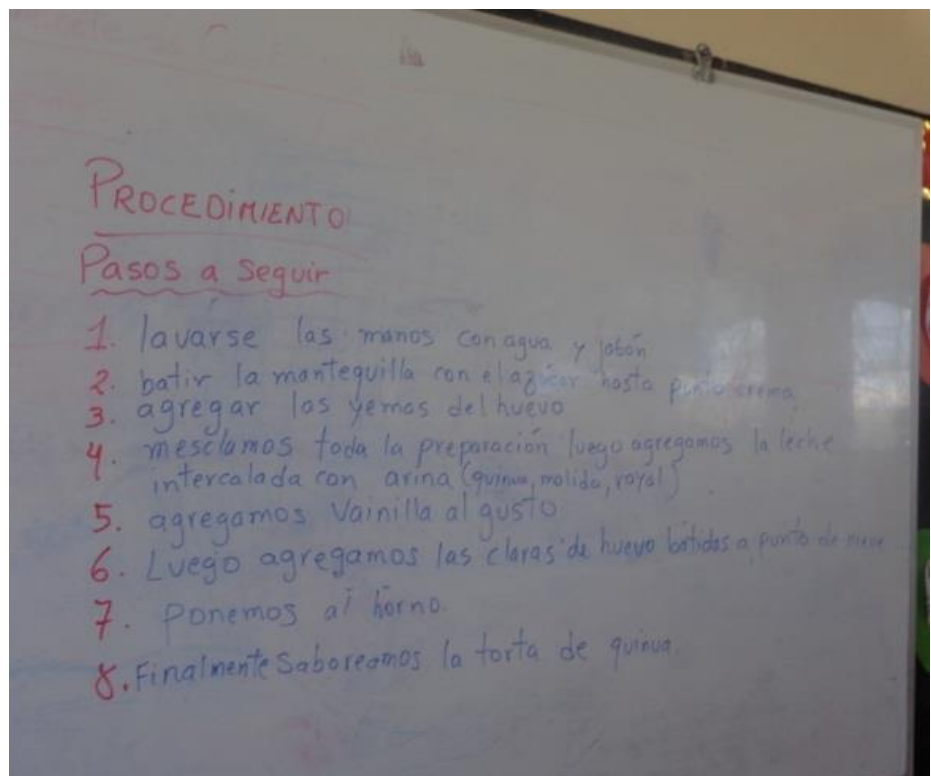 PROCEDIMIENTO
Pasos a seguir
1. lavarse las manos con agua y jabón
2. batir la mantequilla con el azúcar hasta punto crema
3. agregar las yemas del huevo
4. mesclamos toda la preparación luego agregamos la leche
intercalada con arina (quinua, molida, royal)
5. agregamos Vainilla al gusto
6. Luego agregamos las claras de huevo batidas a punto de nieve
7. Ponemos al horno.
8. Finalmente Saboreamos la torta de quinua.